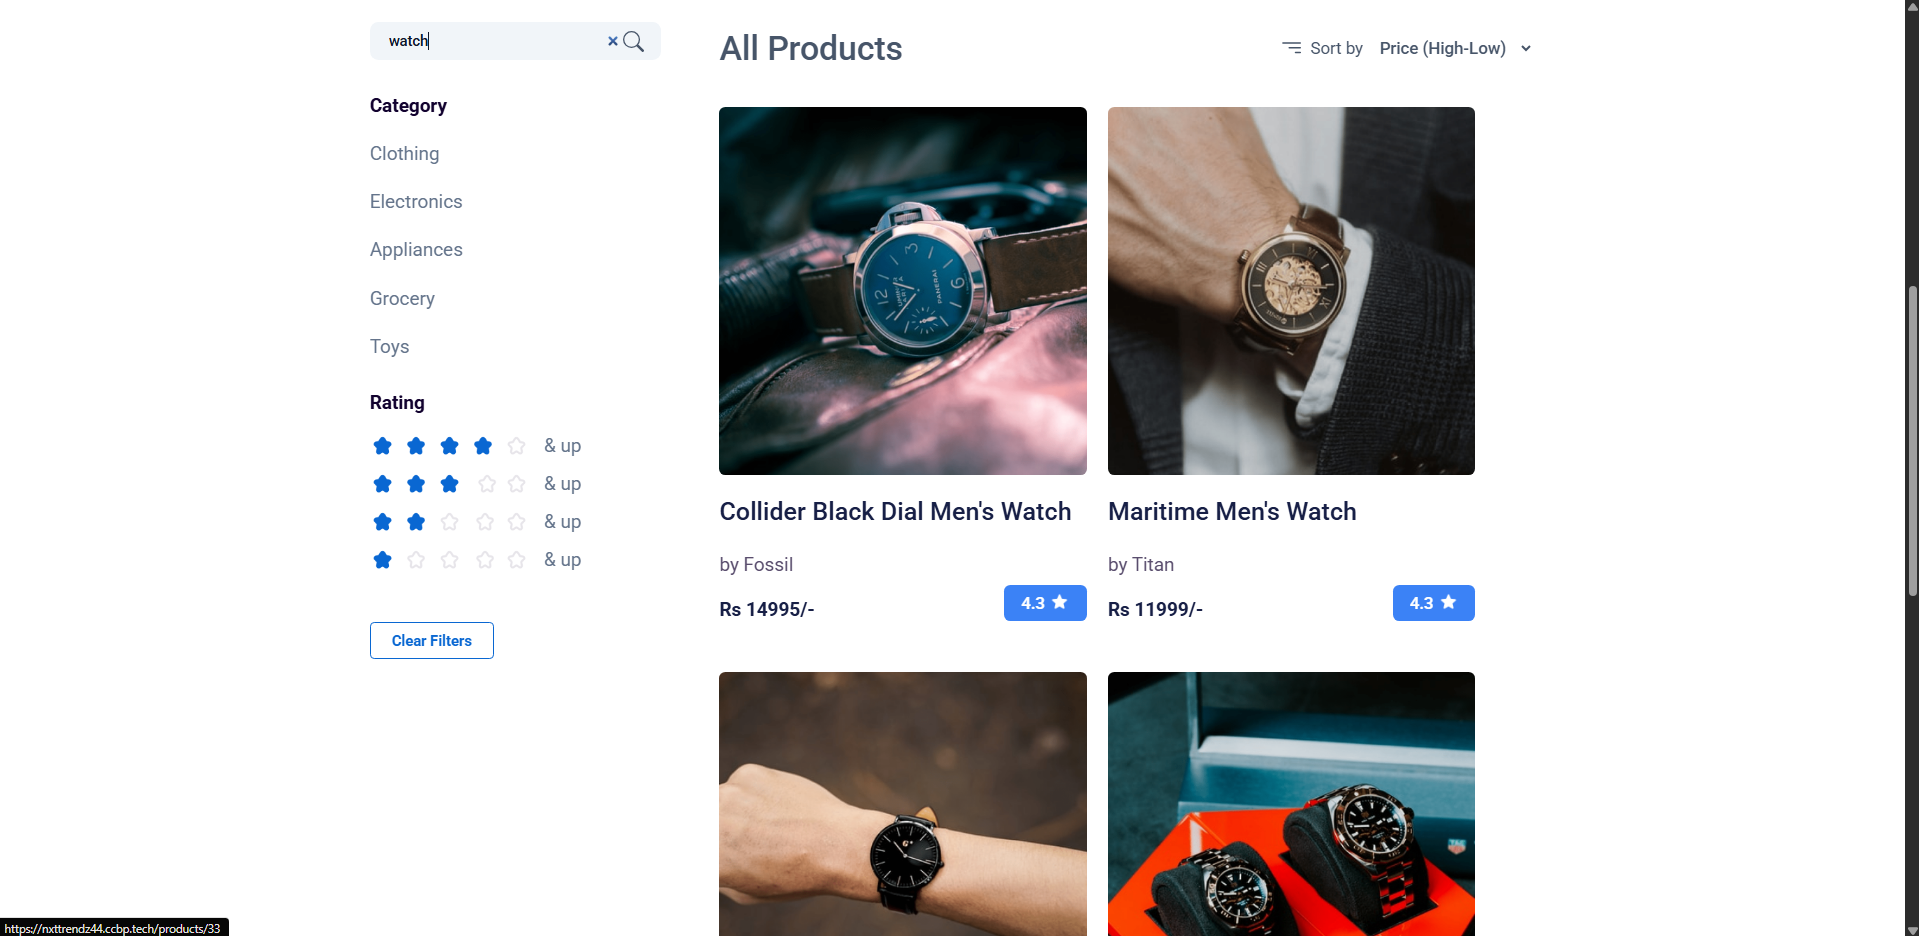 watch
All Products
Sort by Price (High-Low)
Category
Clothing
Electronics
Appliances
Grocery
Toys
Rating
& up
& up
& up
& up
Clear Filters
Collider Black Dial Men's Watch
by Fossil
Rs 14995/-
4.3
Maritime Men's Watch
by Titan
Rs 11999/-
4.3
PANERAI
https://nxttrendz44.ccbp.tech/products/33